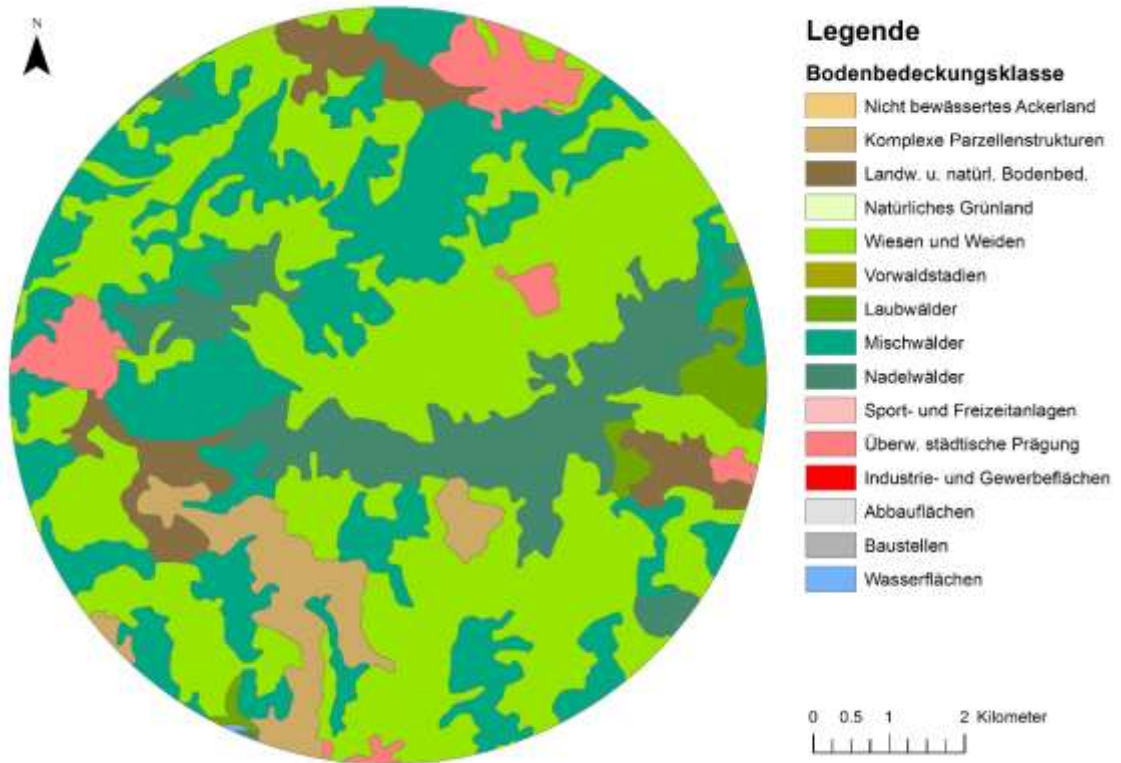 N
Legende
Bodenbedeckungsklasse
Nicht bewässertes Ackerland
Komplexe Parzellenstrukturen
Landw. u. natürl. Bodenbed.
Natürliches Grünland
Wiesen und Weiden
Vorwaldstadien
Laubwälder
Mischwälder
Nadelwälder
Sport- und Freizeitanlagen
Überw. städtische Prägung
Industrie- und Gewerbeflächen
Abbauflächen
Baustellen
Wasserflächen
0 0.5 1 2 Kilometer